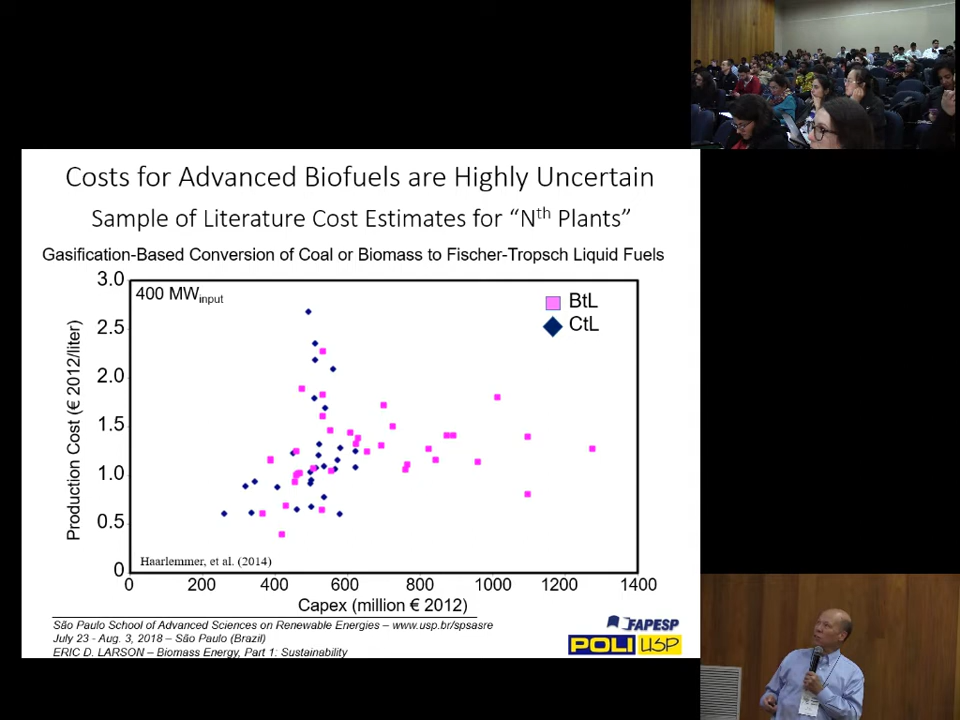 Costs for Advanced Biofuels are Highly Uncertain
Sample of Literature Cost Estimates for “Nth Plants”
Gasification-Based Conversion of Coal or Biomass to Fischer-Tropsch Liquid Fuels
400 MWinput
BtL
CtL
3.0
2.5
2.0
1.5
1.0
0.5
0
Production Cost (€ 2012/liter)
Haarlemmer, et al. (2014)
0 200 400 600 800 1000 1200 1400
Capex (million € 2012)
São Paulo School of Advanced Sciences on Renewable Energies – www.usp.br/spsasre
July 23 - Aug. 3, 2018 – São Paulo (Brazil)
ERIC D. LARSON – Biomass Energy, Part 1: Sustainability
FAPESP
POLI USP